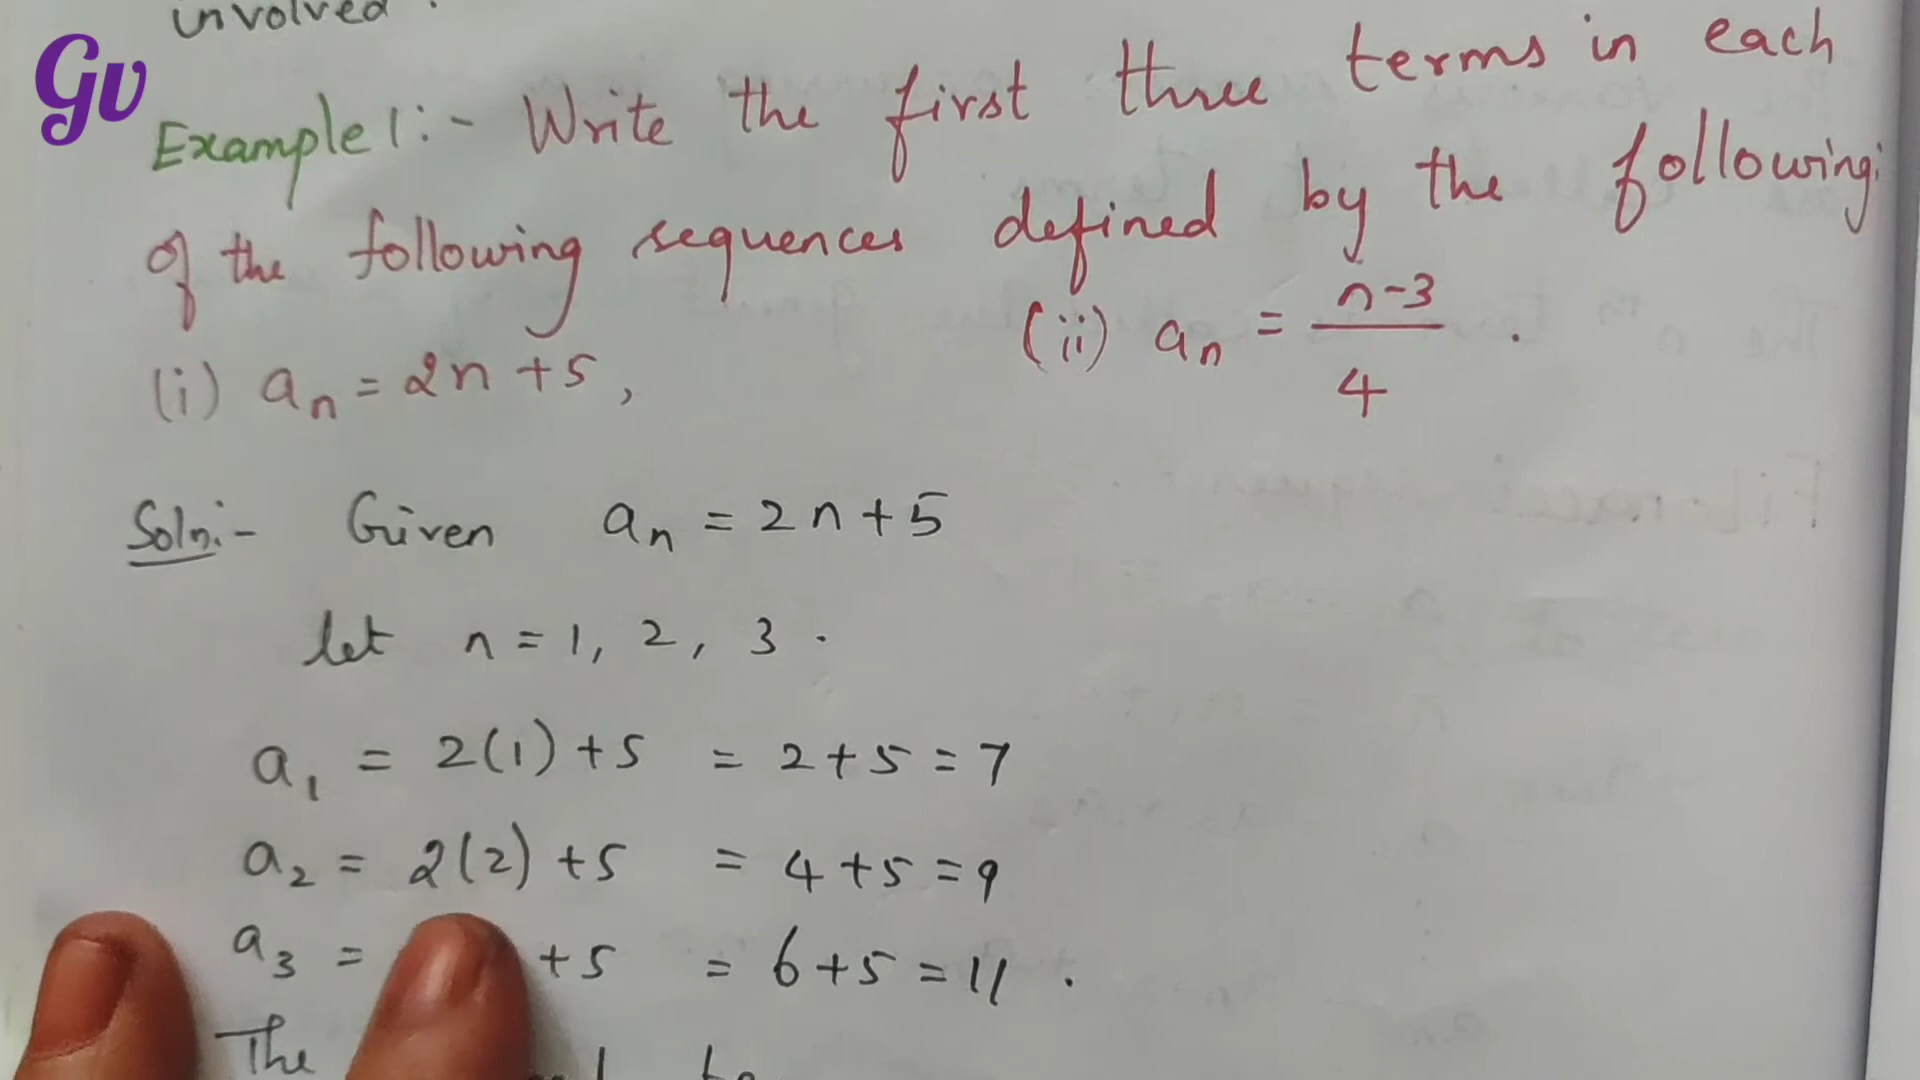 involved.
Gv
Example 1:- Write the first three terms in each
of the following sequences defined by the following:
(i) aₙ = 2n + 5, (ii) aₙ = (n-3)/4 .
Soln:- Given aₙ = 2n + 5
let n = 1, 2, 3 .
a₁ = 2(1) + 5 = 2 + 5 = 7
a₂ = 2(2) + 5 = 4 + 5 = 9
a₃ = + 5 = 6 + 5 = 11 .
The